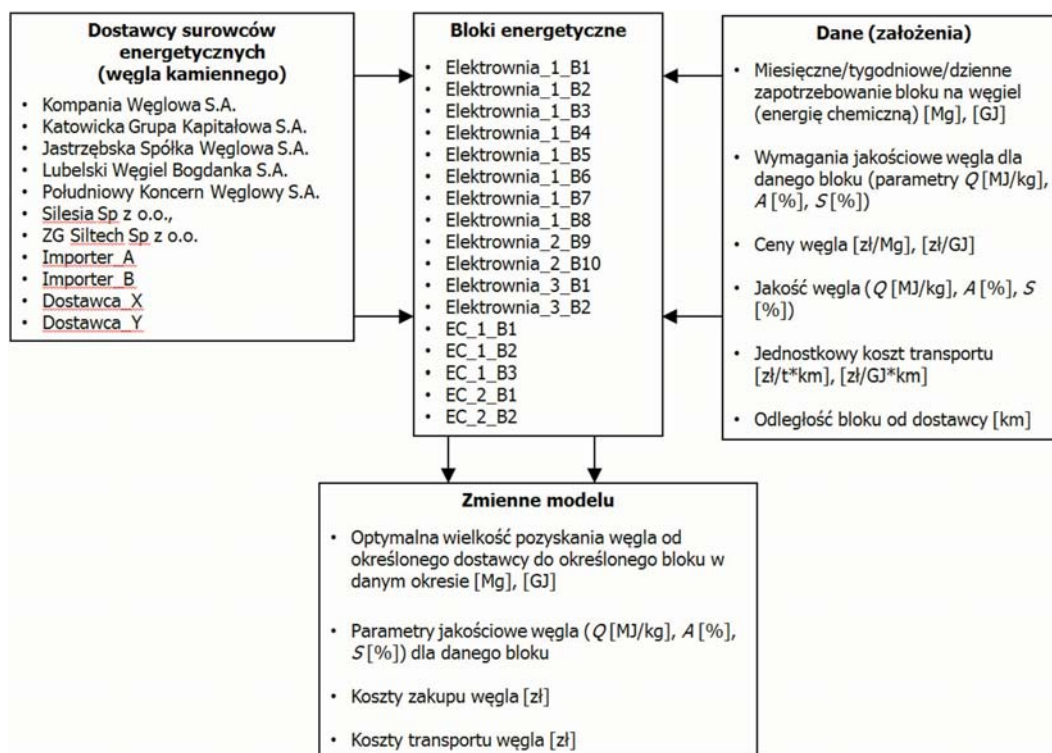 Dostawcy surowców
energetycznych
(węgla kamiennego)
• Kompania Węglowa S.A.
• Katowicka Grupa Kapitałowa S.A.
• Jastrzębska Spółka Węglowa S.A.
• Lubelski Węgiel Bogdanka S.A.
• Południowy Koncern Węglowy S.A.
• Silesia Sp z o.o.,
• ZG Siltech Sp z o.o.
• Importer_A
• Importer_B
• Dostawca_X
• Dostawca_Y
Bloki energetyczne
• Elektrownia_1_B1
• Elektrownia_1_B2
• Elektrownia_1_B3
• Elektrownia_1_B4
• Elektrownia_1_B5
• Elektrownia_1_B6
• Elektrownia_1_B7
• Elektrownia_1_B8
• Elektrownia_2_B9
• Elektrownia_2_B10
• Elektrownia_3_B1
• Elektrownia_3_B2
• EC_1_B1
• EC_1_B2
• EC_1_B3
• EC_2_B1
• EC_2_B2
Dane (założenia)
• Miesięczne/tygodniowe/dzienne
zapotrzebowanie bloku na węgiel
(energię chemiczną) [Mg], [GJ]
• Wymagania jakościowe węgla dla
danego bloku (parametry Q [MJ/kg],
A [%], S [%])
• Ceny węgla [zł/Mg], [zł/GJ]
• Jakość węgla (Q [MJ/kg], A [%], S
[%])
• Jednostkowy koszt transportu
[zł/t*km], [zł/GJ*km]
• Odległość bloku od dostawcy [km]
Zmienne modelu
• Optymalna wielkość pozyskania węgla od
określonego dostawcy do określonego bloku w
danym okresie [Mg], [GJ]
• Parametry jakościowe węgla (Q [MJ/kg], A [%],
S [%]) dla danego bloku
• Koszty zakupu węgla [zł]
• Koszty transportu węgla [zł]